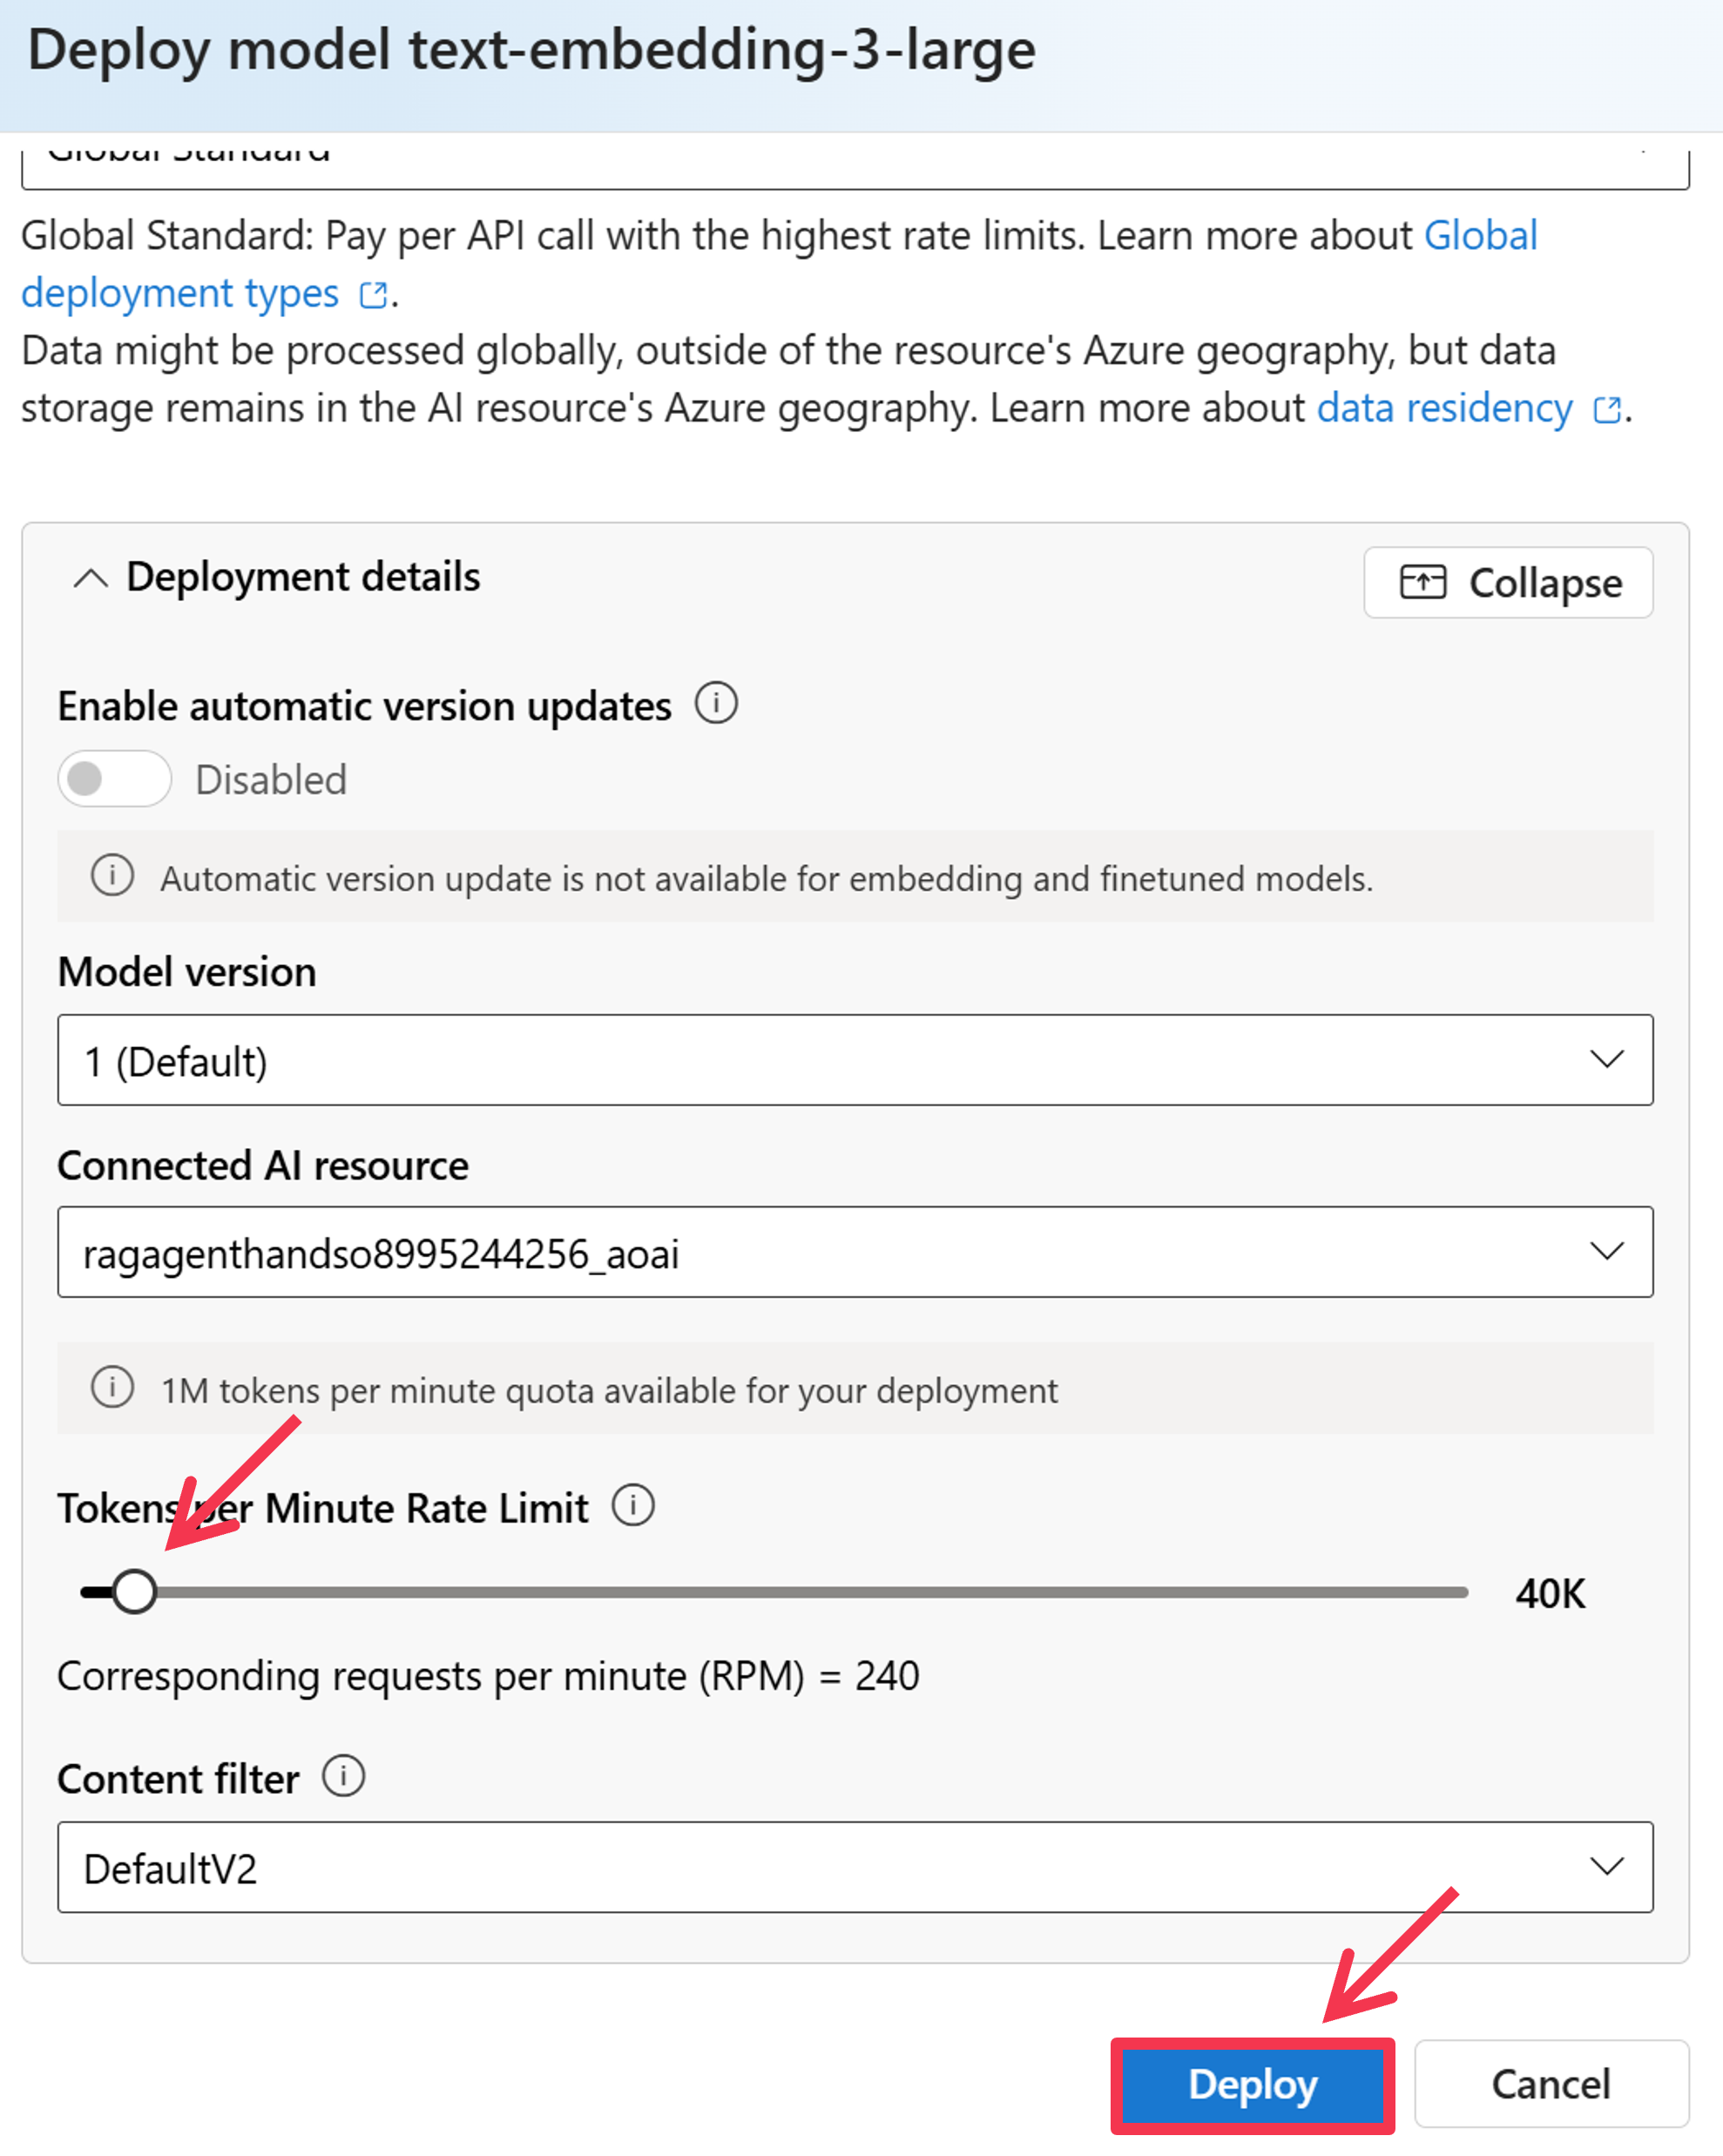 Deploy model text-embedding-3-large
Global Standard
Global Standard: Pay per API call with the highest rate limits. Learn more about Global
deployment types.
Data might be processed globally, outside of the resource's Azure geography, but data
storage remains in the AI resource's Azure geography. Learn more about data residency.
Deployment details
Collapse
Enable automatic version updates
Disabled
Automatic version update is not available for embedding and finetuned models.
Model version
1 (Default)
Connected AI resource
ragagenthandso8995244256_aoai
1M tokens per minute quota available for your deployment
Tokens per Minute Rate Limit
40K
Corresponding requests per minute (RPM) = 240
Content filter
DefaultV2
Deploy
Cancel